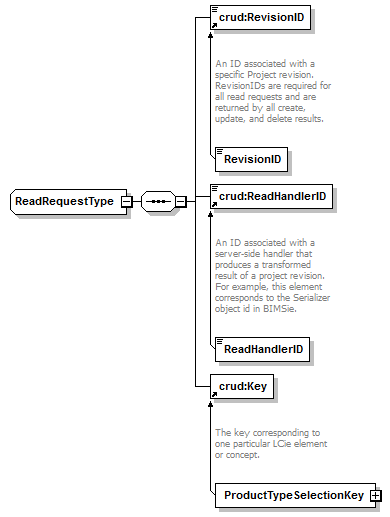 crud:RevisionID
An ID associated with a
specific Project revision.
RevisionIDs are required for
all read requests and are
returned by all create,
update, and delete results.
RevisionID
ReadRequestType
crud:ReadHandlerID
An ID associated with a
server-side handler that
produces a transformed
result of a project revision.
For example, this element
corresponds to the Serializer
object id in BIMSie.
ReadHandlerID
crud:Key
The key corresponding to
one particular LCie element
or concept.
ProductTypeSelectionKey